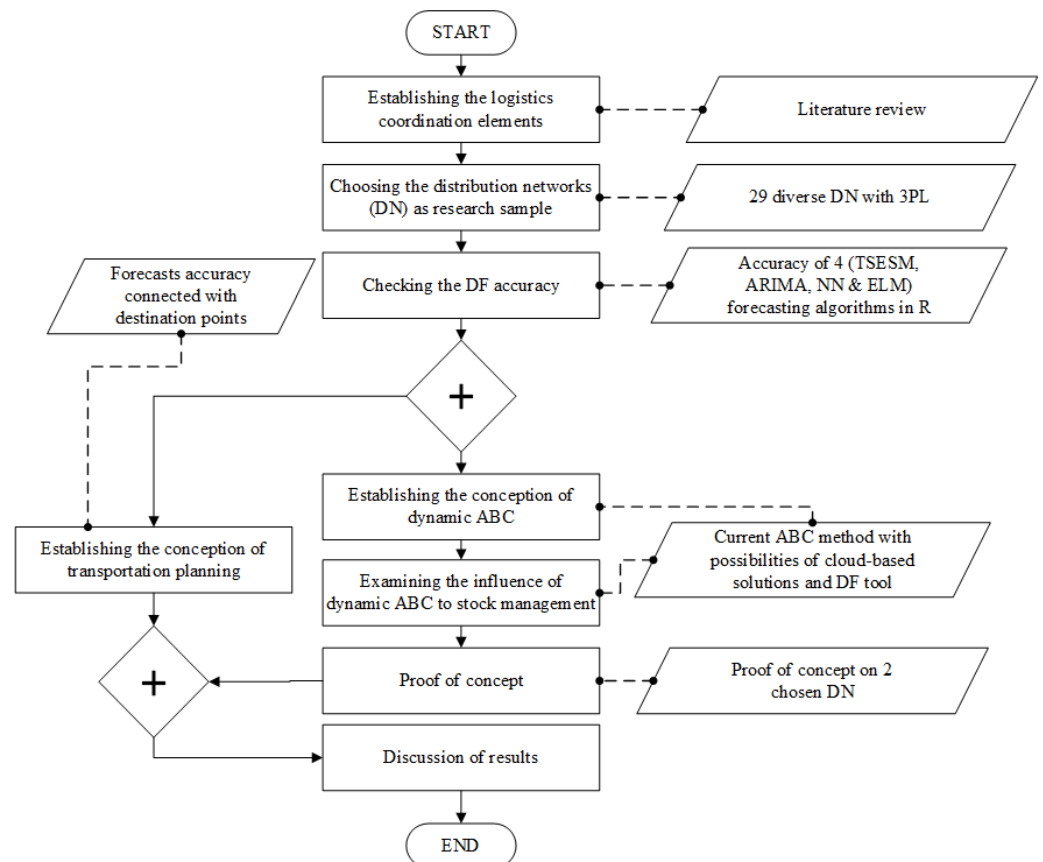 START
Establishing the logistics
coordination elements
Literature review
Choosing the distribution networks
(DN) as research sample
29 diverse DN with 3PL
Forecasts accuracy
connected with
destination points
Checking the DF accuracy
Accuracy of 4 (TSESM,
ARIMA, NN & ELM)
forecasting algorithms in R
+
Establishing the conception of
dynamic ABC
Establishing the conception of
transportation planning
Current ABC method with
possibilities of cloud-based
solutions and DF tool
Examining the influence of
dynamic ABC to stock management
+
Proof of concept
Proof of concept on 2
chosen DN
Discussion of results
END